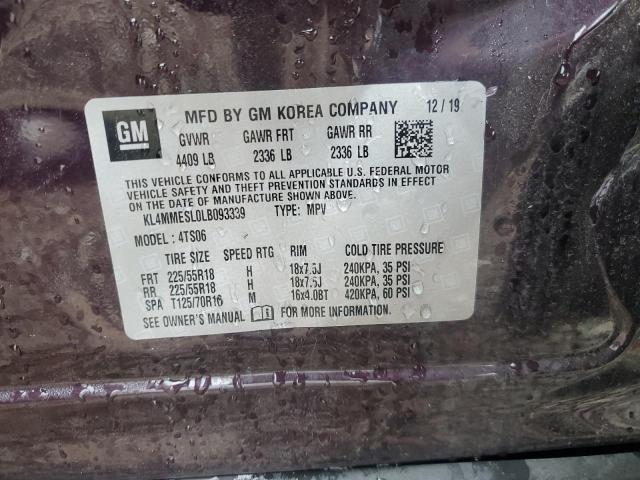 GM
MFD BY GM KOREA COMPANY 12 / 19
GVWR GAWR FRT GAWR RR
4409 LB 2336 LB 2336 LB
THIS VEHICLE CONFORMS TO ALL APPLICABLE U.S. FEDERAL MOTOR
VEHICLE SAFETY AND THEFT PREVENTION STANDARDS IN EFFECT
ON THE DATE OF MANUFACTURE SHOWN ABOVE.
KL4MMESL0LB093339 TYPE: MPV
MODEL: 4TS06
SPEED RTG RIM COLD TIRE PRESSURE
FRT 225/55R18 H 18x7.5J 240KPA, 35 PSI
RR 225/55R18 H 18x7.5J 240KPA, 35 PSI
SPA T125/70R16 M 16x4.0BT 420KPA, 60 PSI
SEE OWNER'S MANUAL FOR MORE INFORMATION.